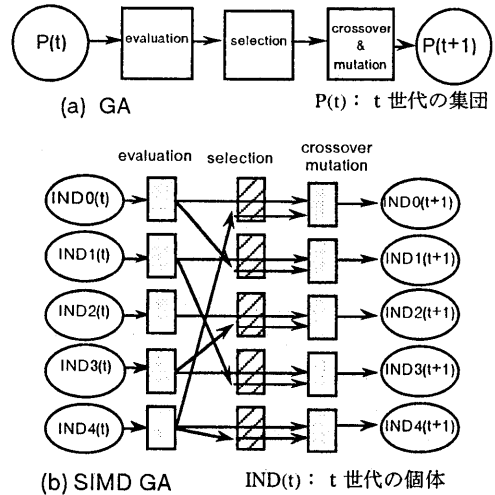 P(t)
evaluation
selection
crossover
&
mutation
P(t+1)
(a) GA
P(t)： t 世代の集団
evaluation
selection
crossover
mutation
IND0(t)
IND0(t+1)
IND1(t)
IND1(t+1)
IND2(t)
IND2(t+1)
IND3(t)
IND3(t+1)
IND4(t)
IND4(t+1)
(b) SIMD GA
IND(t)： t 世代の個体